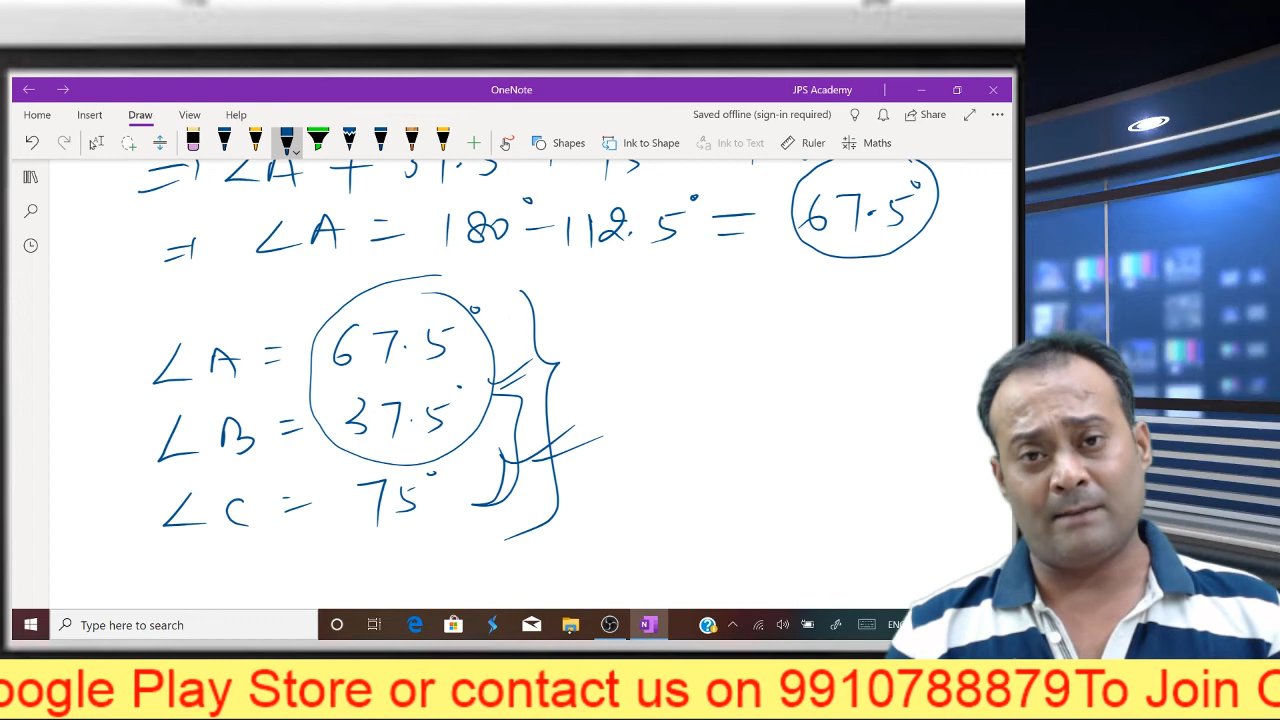 OneNote
JPS Academy
Home Insert Draw View Help
Saved offline (sign-in required)
Share
Shapes
Ink to Shape
Ink to Text
Ruler
Maths
=> ∠A +
=> ∠A = 180° - 112.5° = 67.5°
∠A = 67.5°
∠B = 37.5°
∠C = 75°
Type here to search
oogle Play Store or contact us on 9910788879To Join